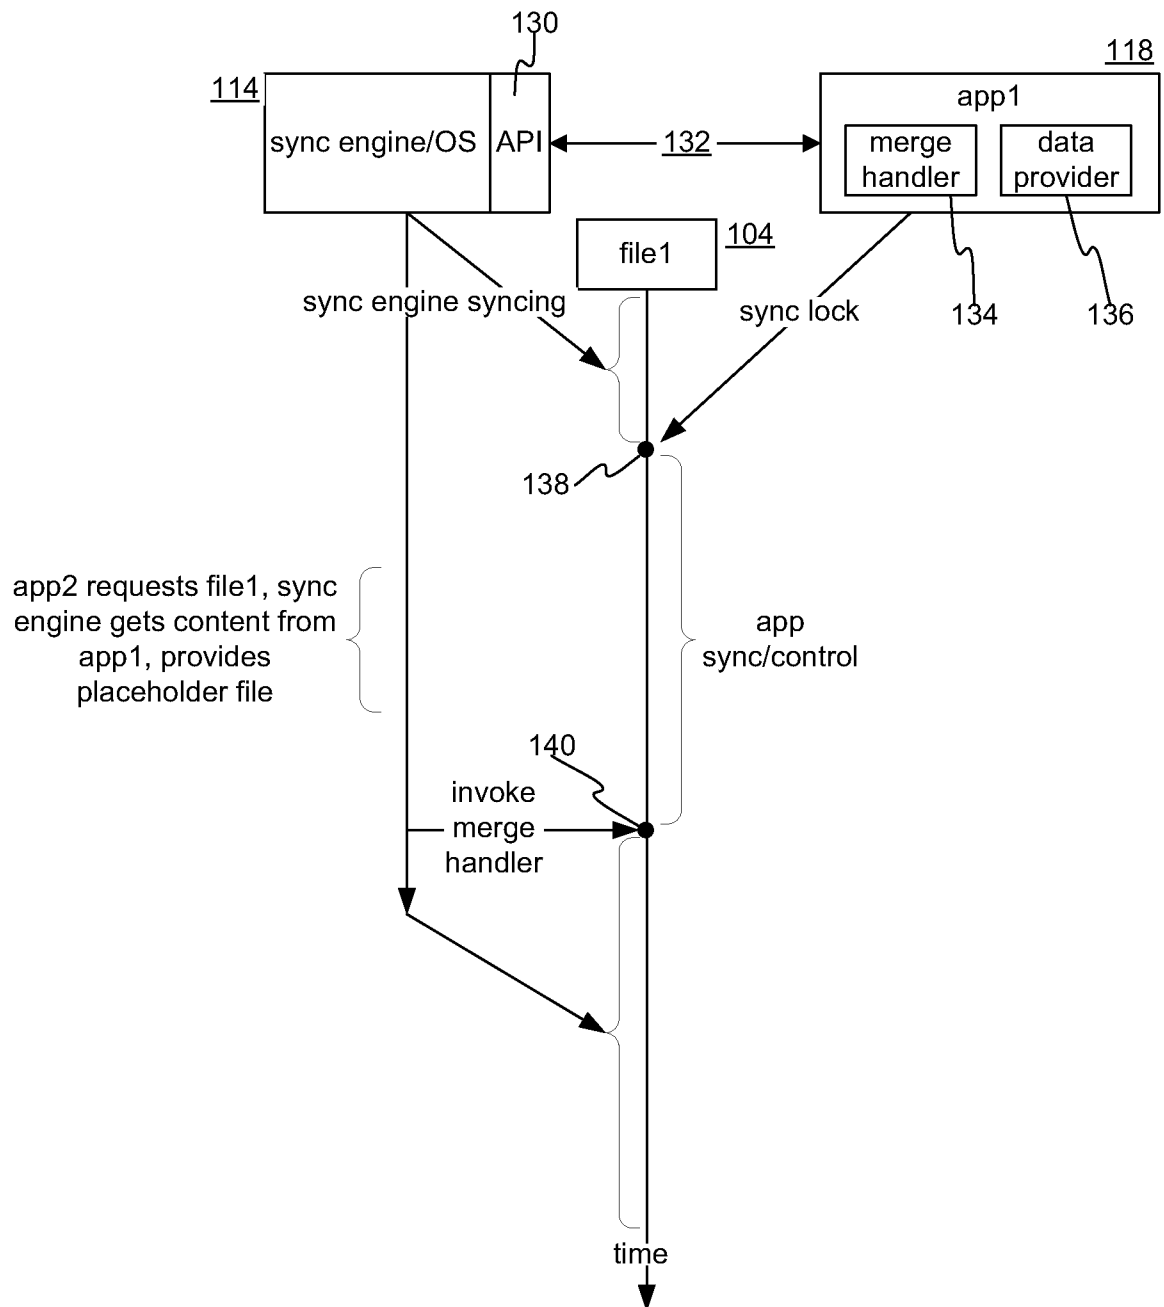 130
118
114
app1
sync engine/OS
API
132
merge
handler
data
provider
file1
104
sync engine syncing
sync lock
134
136
138
app2 requests file1, sync
engine gets content from
app1, provides
placeholder file
app
sync/control
140
invoke
merge
handler
time